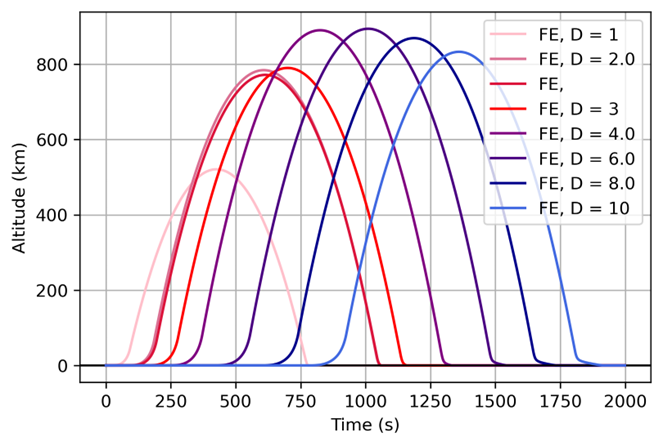 FE, D = 1
FE, D = 2.0
FE,
FE, D = 3
FE, D = 4.0
FE, D = 6.0
FE, D = 8.0
FE, D = 10
Altitude (km)
800
600
400
200
0
0 250 500 750 1000 1250 1500 1750 2000
Time (s)